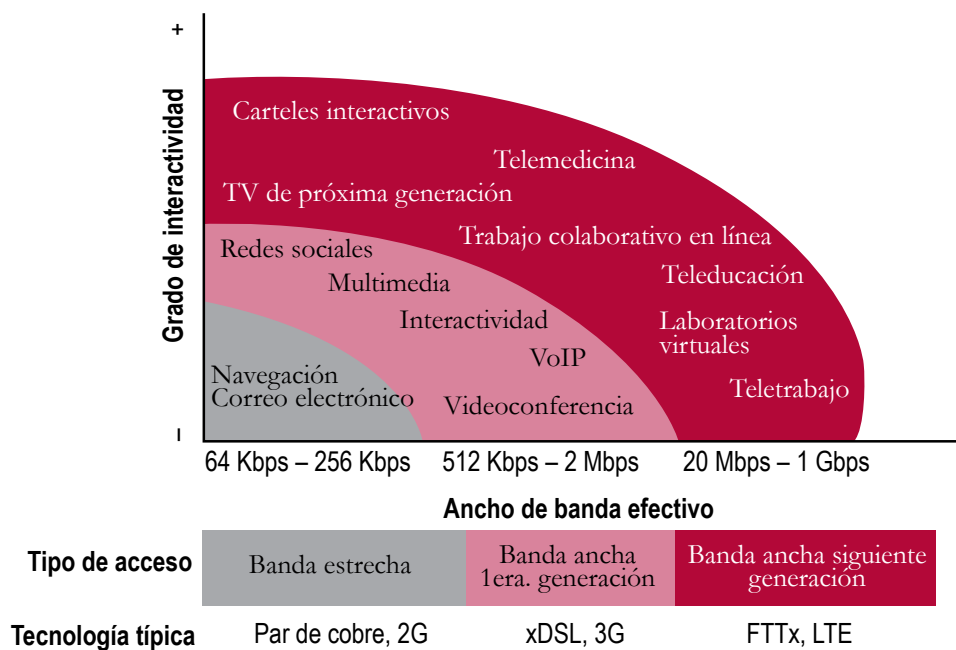 +
Grado de interactividad
–
Carteles interactivos
Telemedicina
TV de próxima generación
Trabajo colaborativo en línea
Redes sociales
Teleducación
Multimedia
Interactividad
Laboratorios
virtuales
VoIP
Navegación
Correo electrónico
Teletrabajo
Videoconferencia
64 Kbps – 256 Kbps
512 Kbps – 2 Mbps
20 Mbps – 1 Gbps
Ancho de banda efectivo
Tipo de acceso
Banda estrecha
Banda ancha
1era. generación
Banda ancha siguiente
generación
Tecnología típica
Par de cobre, 2G
xDSL, 3G
FTTx, LTE